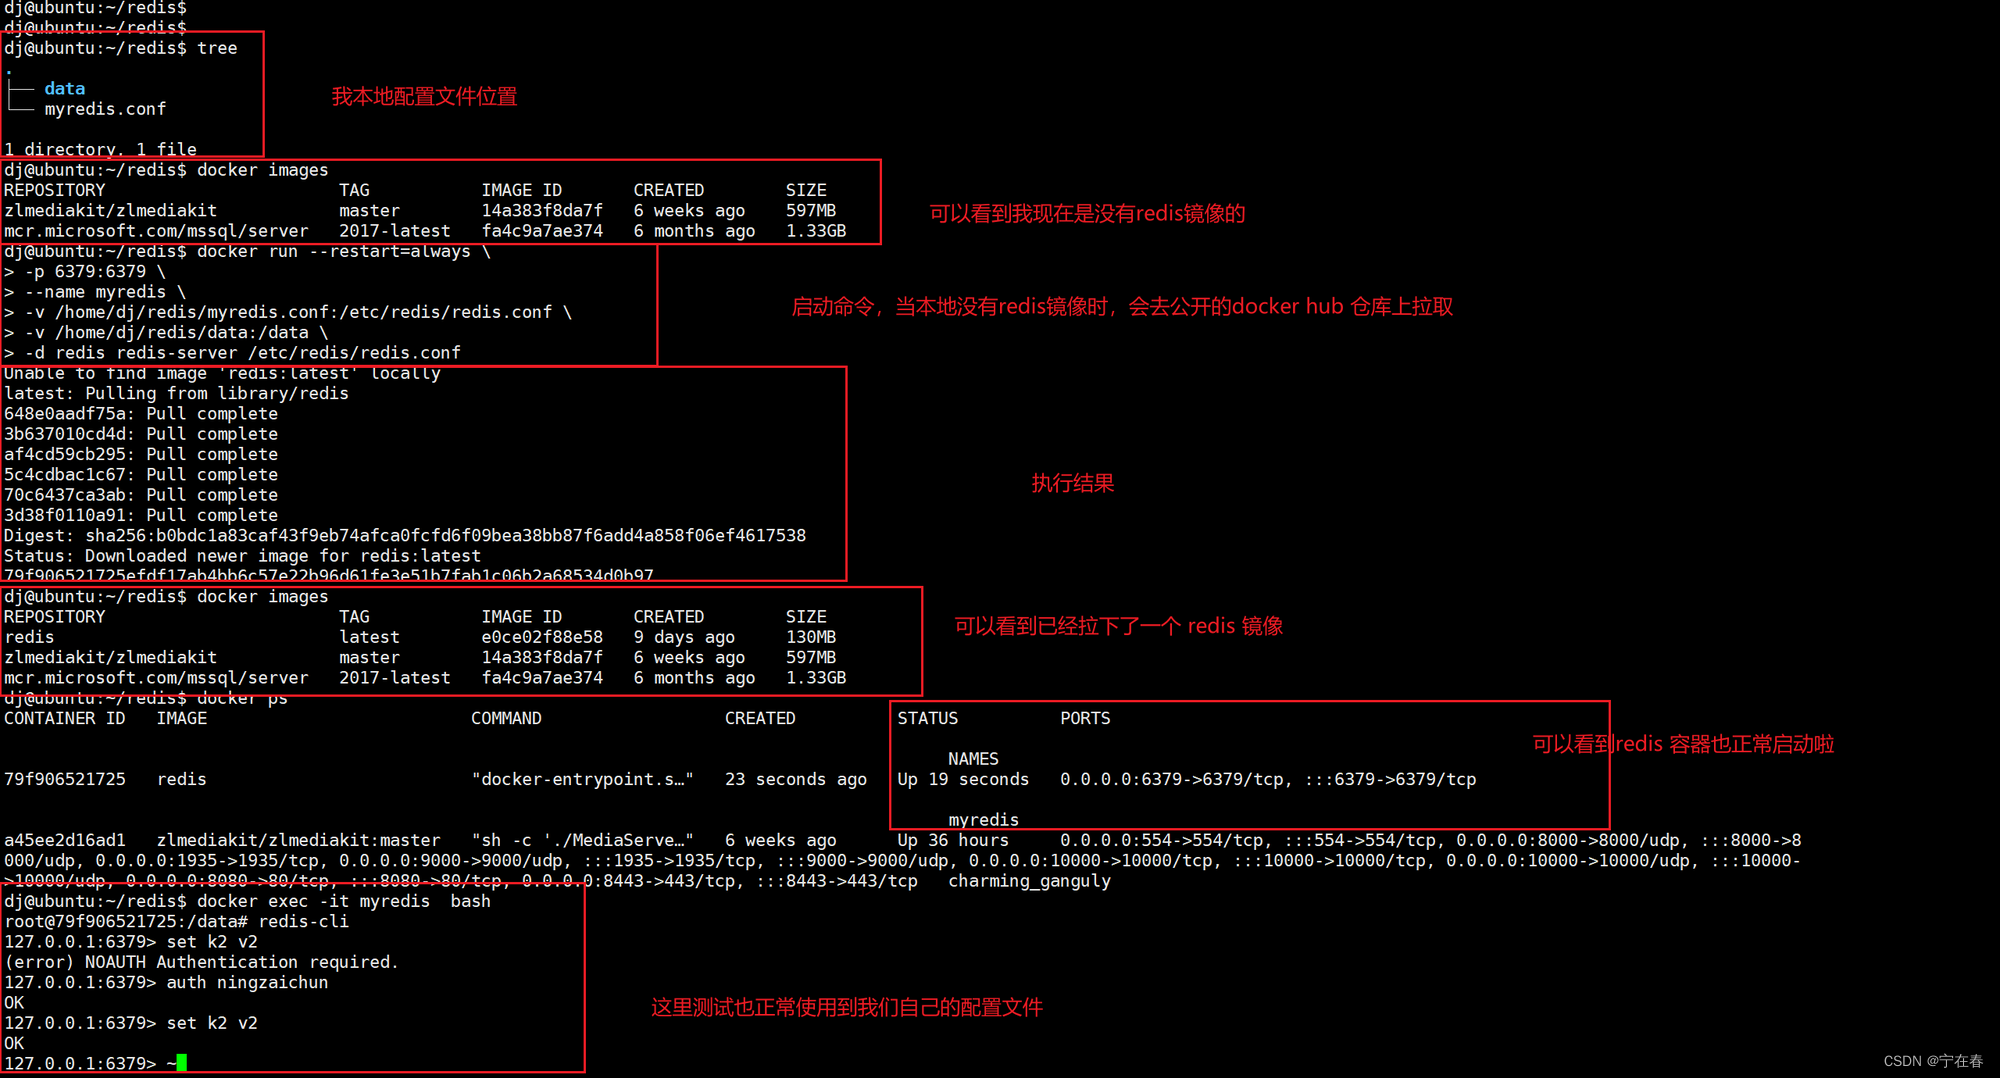 dj@ubuntu:~/redis$
dj@ubuntu:~/redis$
dj@ubuntu:~/redis$ tree
.
├── data
└── myredis.conf
我本地配置文件位置
1 directory, 1 file
dj@ubuntu:~/redis$ docker images
REPOSITORY TAG IMAGE ID CREATED SIZE
zlmediakit/zlmediakit master 14a383f8da7f 6 weeks ago 597MB
mcr.microsoft.com/mssql/server 2017-latest fa4c9a7ae374 6 months ago 1.33GB
可以看到我现在是没有redis镜像的
dj@ubuntu:~/redis$ docker run --restart=always \
> -p 6379:6379 \
> --name myredis \
> -v /home/dj/redis/myredis.conf:/etc/redis/redis.conf \
> -v /home/dj/redis/data:/data \
> -d redis redis-server /etc/redis/redis.conf
启动命令，当本地没有redis镜像时，会去公开的docker hub 仓库上拉取
Unable to find image 'redis:latest' locally
latest: Pulling from library/redis
648e0aadf75a: Pull complete
3b637010cd4d: Pull complete
af4cd59cb295: Pull complete
5c4cdbac1c67: Pull complete
70c6437ca3ab: Pull complete
3d38f0110a91: Pull complete
Digest: sha256:b0bdc1a83caf43f9eb74afca0fcfd6f09bea38bb87f6add4a858f06ef4617538
Status: Downloaded newer image for redis:latest
79f906521725efdf17ab4bb6c57e22b96d61fe3e51b7fab1c06b2a68534d0b97
执行结果
dj@ubuntu:~/redis$ docker images
REPOSITORY TAG IMAGE ID CREATED SIZE
redis latest e0ce02f88e58 9 days ago 130MB
zlmediakit/zlmediakit master 14a383f8da7f 6 weeks ago 597MB
mcr.microsoft.com/mssql/server 2017-latest fa4c9a7ae374 6 months ago 1.33GB
可以看到已经拉下了一个 redis 镜像
dj@ubuntu:~/redis$ docker ps
CONTAINER ID IMAGE COMMAND CREATED STATUS PORTS
NAMES
可以看到redis 容器也正常启动啦
79f906521725 redis "docker-entrypoint.s…" 23 seconds ago Up 19 seconds 0.0.0.0:6379->6379/tcp, :::6379->6379/tcp
myredis
a45ee2d16ad1 zlmediakit/zlmediakit:master "sh -c './MediaServe…" 6 weeks ago Up 36 hours 0.0.0.0:554->554/tcp, :::554->554/tcp, 0.0.0.0:8000->8000/udp, :::8000->8
000/udp, 0.0.0.0:1935->1935/tcp, 0.0.0.0:9000->9000/udp, :::1935->1935/tcp, :::9000->9000/udp, 0.0.0.0:10000->10000/tcp, :::10000->10000/tcp, 0.0.0.0:10000->10000/udp, :::10000-
>10000/udp, 0.0.0.0:8080->80/tcp, :::8080->80/tcp, 0.0.0.0:8443->443/tcp, :::8443->443/tcp charming_ganguly
dj@ubuntu:~/redis$ docker exec -it myredis  bash
root@79f906521725:/data# redis-cli
127.0.0.1:6379> set k2 v2
(error) NOAUTH Authentication required.
127.0.0.1:6379> auth ningzaichun
OK
127.0.0.1:6379> set k2 v2
OK
127.0.0.1:6379> ~
这里测试也正常使用到我们自己的配置文件
CSDN @宁在春